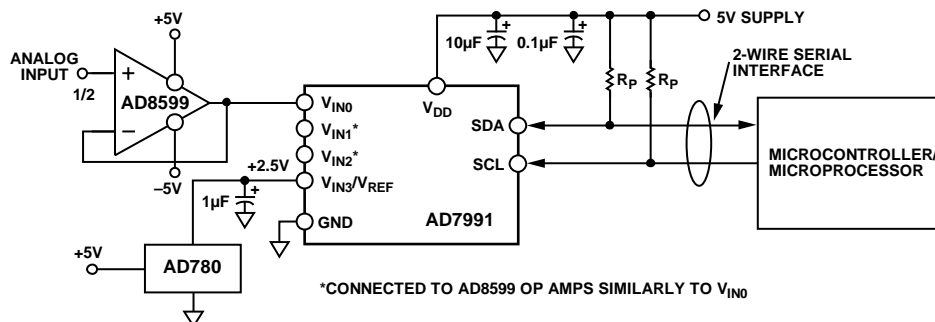 +5V
ANALOG
INPUT
1/2
+
AD8599
–
–5V
+2.5V
1µF
+
+5V
AD780
10µF
+
0.1µF
+
5V SUPPLY
RP
RP
2-WIRE SERIAL
INTERFACE
VIN0
VIN1*
VIN2*
VIN3/VREF
GND
VDD
SDA
SCL
AD7991
MICROCONTROLLER/
MICROPROCESSOR
*CONNECTED TO AD8599 OP AMPS SIMILARLY TO VIN0